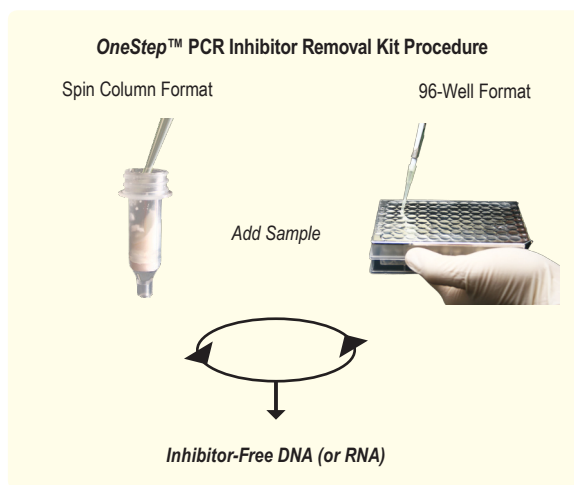 OneStep™ PCR Inhibitor Removal Kit Procedure
Spin Column Format
96-Well Format
Add Sample
Inhibitor-Free DNA (or RNA)